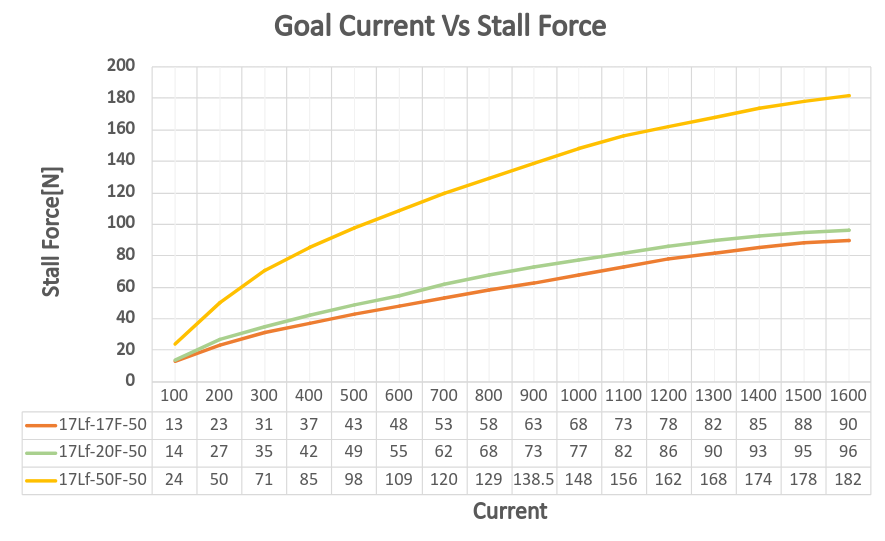 Goal Current Vs Stall Force
200
180
160
140
120
100
80
60
40
20
0
Stall Force[N]
100 200 300 400 500 600 700 800 900 1000 1100 1200 1300 1400 1500 1600
17Lf-17F-50 13 23 31 37 43 48 53 58 63 68 73 78 82 85 88 90
17Lf-20F-50 14 27 35 42 49 55 62 68 73 77 82 86 90 93 95 96
17Lf-50F-50 24 50 71 85 98 109 120 129 138.5 148 156 162 168 174 178 182
Current